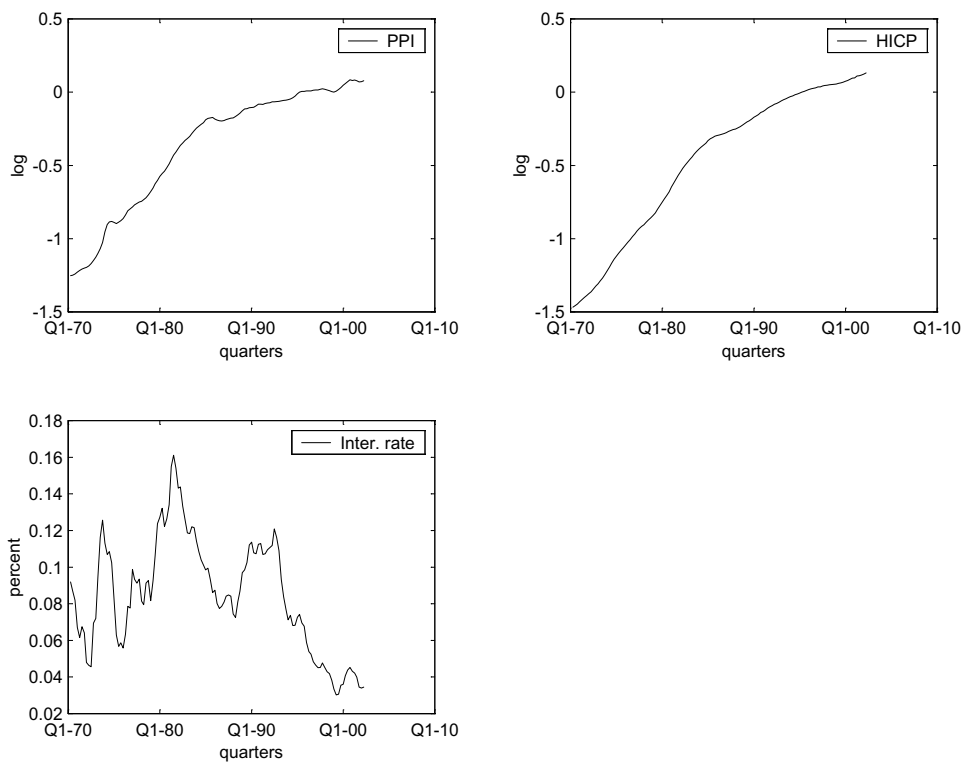 0.5
0
-0.5
-1
-1.5
log
PPI
Q1-70 Q1-80 Q1-90 Q1-00 Q1-10
quarters
0.5
0
-0.5
-1
-1.5
log
HICP
Q1-70 Q1-80 Q1-90 Q1-00 Q1-10
quarters
0.18
0.16
0.14
0.12
0.1
0.08
0.06
0.04
0.02
percent
Inter. rate
Q1-70 Q1-80 Q1-90 Q1-00 Q1-10
quarters